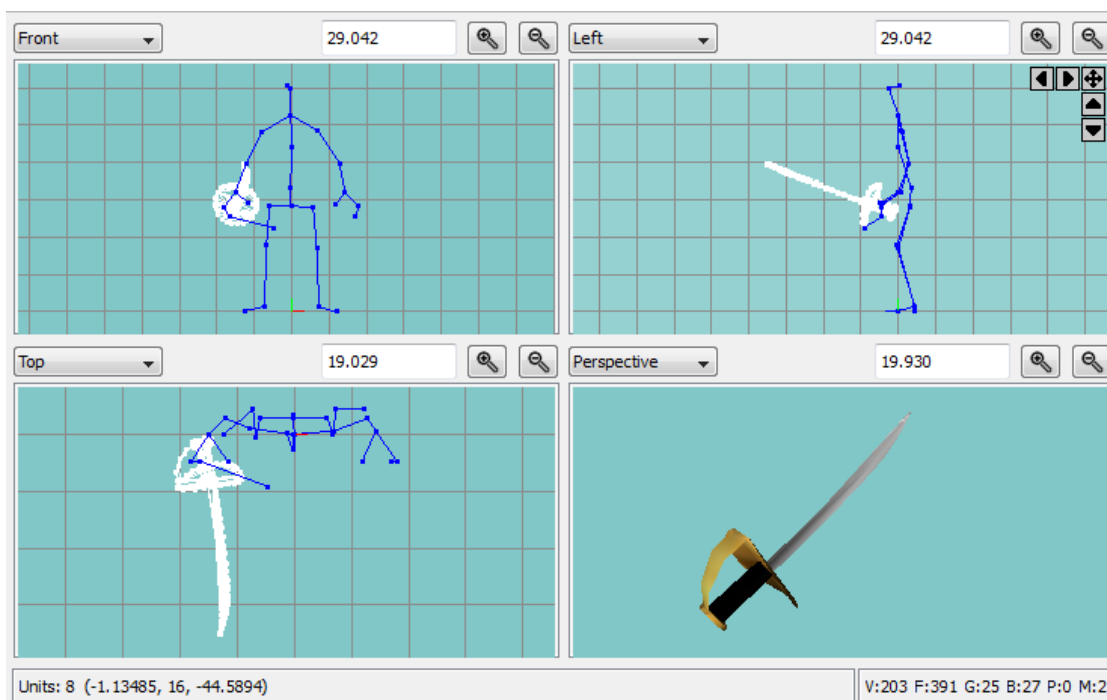 Front 29.042 Left 29.042
Top 19.029 Perspective 19.930
Units: 8 (-1.13485, 16, -44.5894) V:203 F:391 G:25 B:27 P:0 M:2